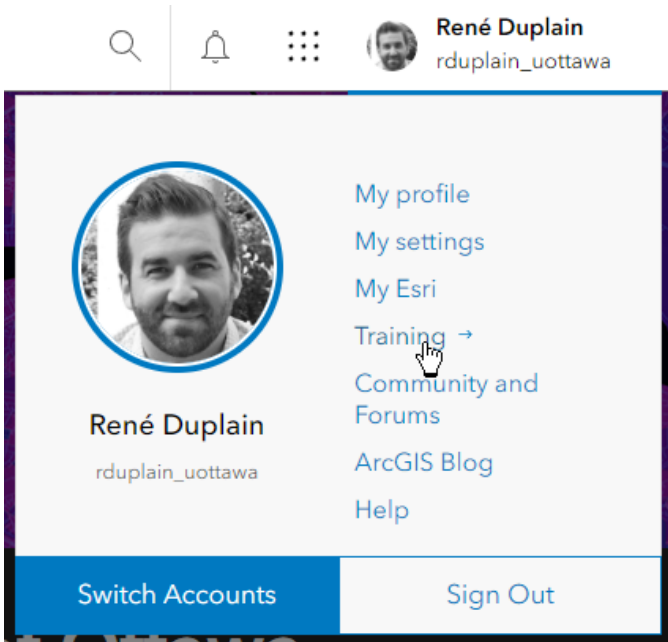 René Duplain
rduplain_uottawa
My profile
My settings
My Esri
Training →
Community and
Forums
ArcGIS Blog
Help
René Duplain
rduplain_uottawa
Switch Accounts
Sign Out